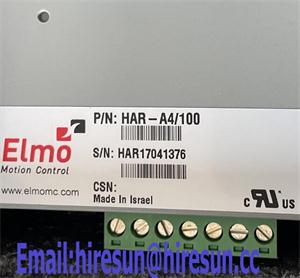 P/N: HAR-A4/100
Elmo
Motion Control
S/N: HAR17041376
www.elmomc.com
CSN:
Made In Israel
c RU US
Email:hiresun@hiresun.cc